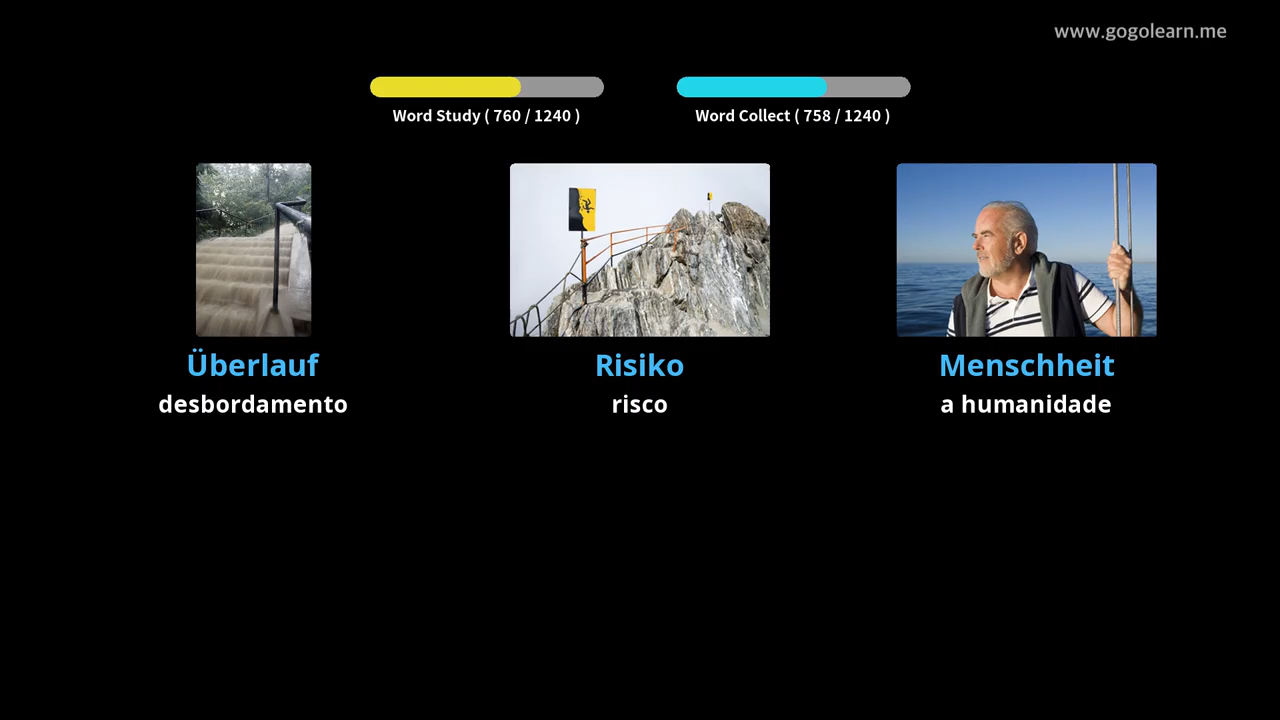 www.gogolearn.me
Word Study ( 760 / 1240 )
Word Collect ( 758 / 1240 )
Überlauf
Risiko
Menschheit
desbordamento
risco
a humanidade